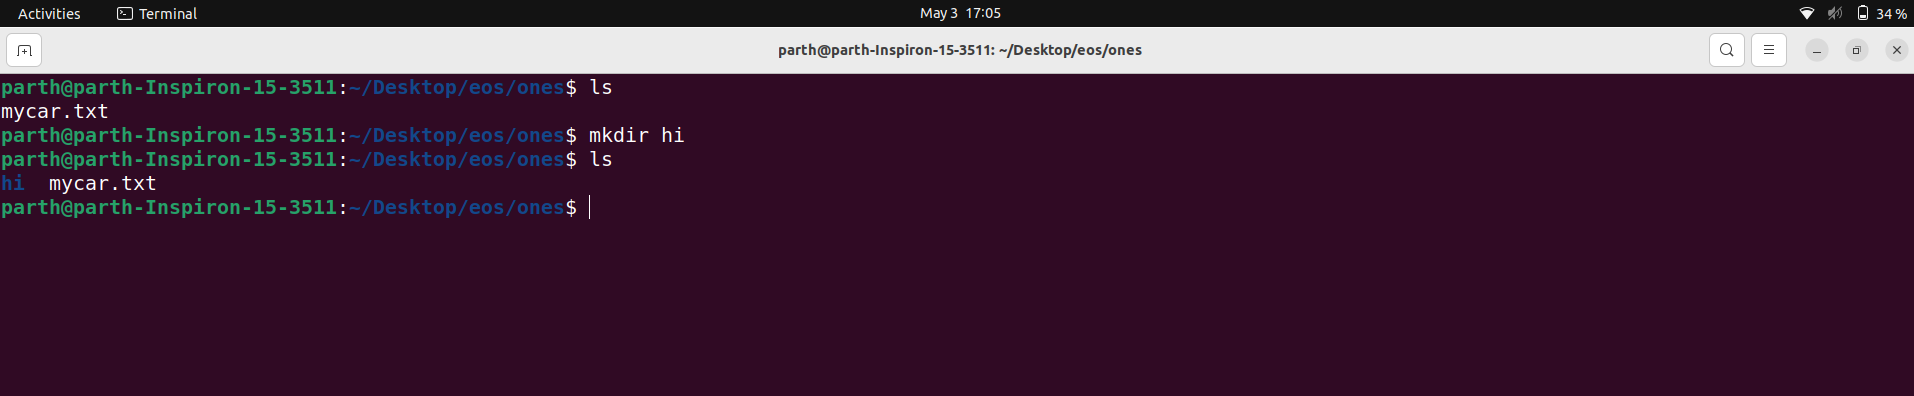 Activities Terminal May 3 17:05 34 %
parth@parth-Inspiron-15-3511: ~/Desktop/eos/ones
parth@parth-Inspiron-15-3511:~/Desktop/eos/ones$ ls
mycar.txt
parth@parth-Inspiron-15-3511:~/Desktop/eos/ones$ mkdir hi
parth@parth-Inspiron-15-3511:~/Desktop/eos/ones$ ls
hi  mycar.txt
parth@parth-Inspiron-15-3511:~/Desktop/eos/ones$